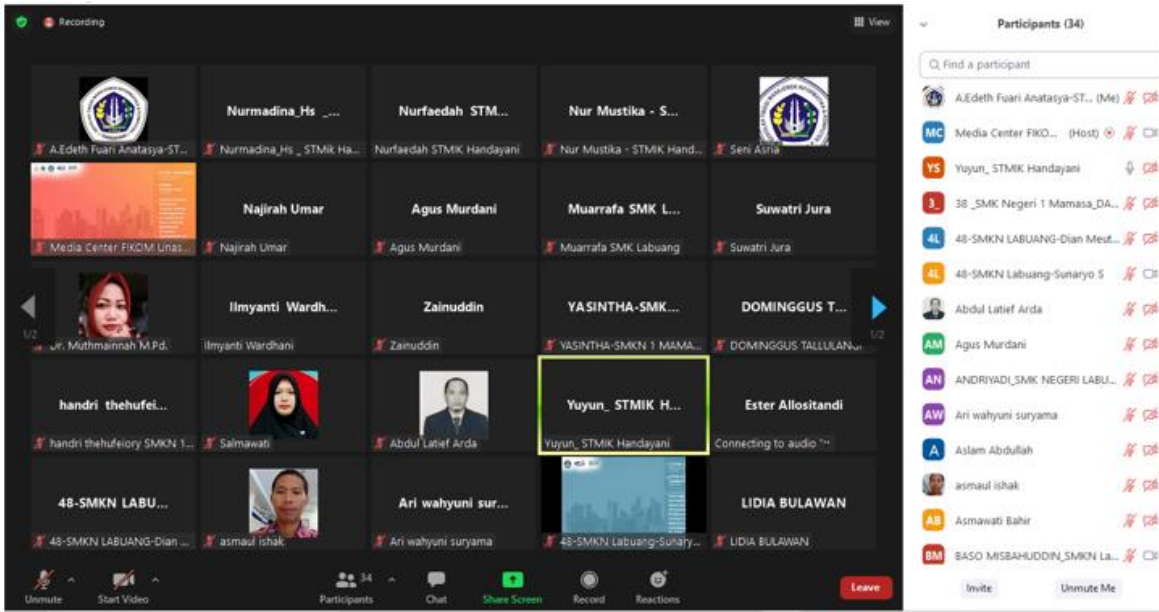 Recording
View
Nurmadina_Hs _...
Nurfaedah STM...
Nur Mustika - S...
A.Edeth Fuari Anatasya-ST...
Nurmadina_Hs _ STMik Ha...
Nurfaedah STMIK Handayani
Nur Mustika - STMIK Hand...
Seni Asria
Najirah Umar
Agus Murdani
Muarrafa SMK L...
Suwatri Jura
Media Center FIKOM Unas...
Najirah Umar
Agus Murdani
Muarrafa SMK Labuang
Suwatri Jura
Ilmyanti Wardh...
Zainuddin
YASINTHA-SMK...
DOMINGGUS T...
1/2
1/2
Dr. Muthmainnah M.Pd.
Ilmyanti Wardhani
Zainuddin
YASINTHA-SMKN 1 MAMA...
DOMINGGUS TALLULANGI
handri thehufei...
Yuyun_ STMIK H...
Ester Allositandi
handri thehufeiory SMKN 1...
Salmawati
Abdul Latief Arda
Yuyun_ STMIK Handayani
Connecting to audio
48-SMKN LABU...
Ari wahyuni sur...
LIDIA BULAWAN
48-SMKN LABUANG-Dian ...
asmaul ishak
Ari wahyuni suryama
48-SMKN Labuang-Sunary...
LIDIA BULAWAN
Unmute
Start Video
34
Participants
Chat
Share Screen
Record
Reactions
Leave
Participants (34)
Find a participant
A.Edeth Fuari Anatasya-ST... (Me)
MC Media Center FIKO... (Host)
YS Yuyun_ STMIK Handayani
3_ 38 _SMK Negeri 1 Mamasa_DA...
4L 48-SMKN LABUANG-Dian Meut...
4L 48-SMKN Labuang-Sunaryo S
Abdul Latief Arda
AM Agus Murdani
AN ANDRIYADI_SMK NEGERI LABU...
AW Ari wahyuni suryama
A Aslam Abdullah
asmaul ishak
AB Asmawati Bahir
BM BASO MISBAHUDDIN_SMKN La...
Invite
Unmute Me